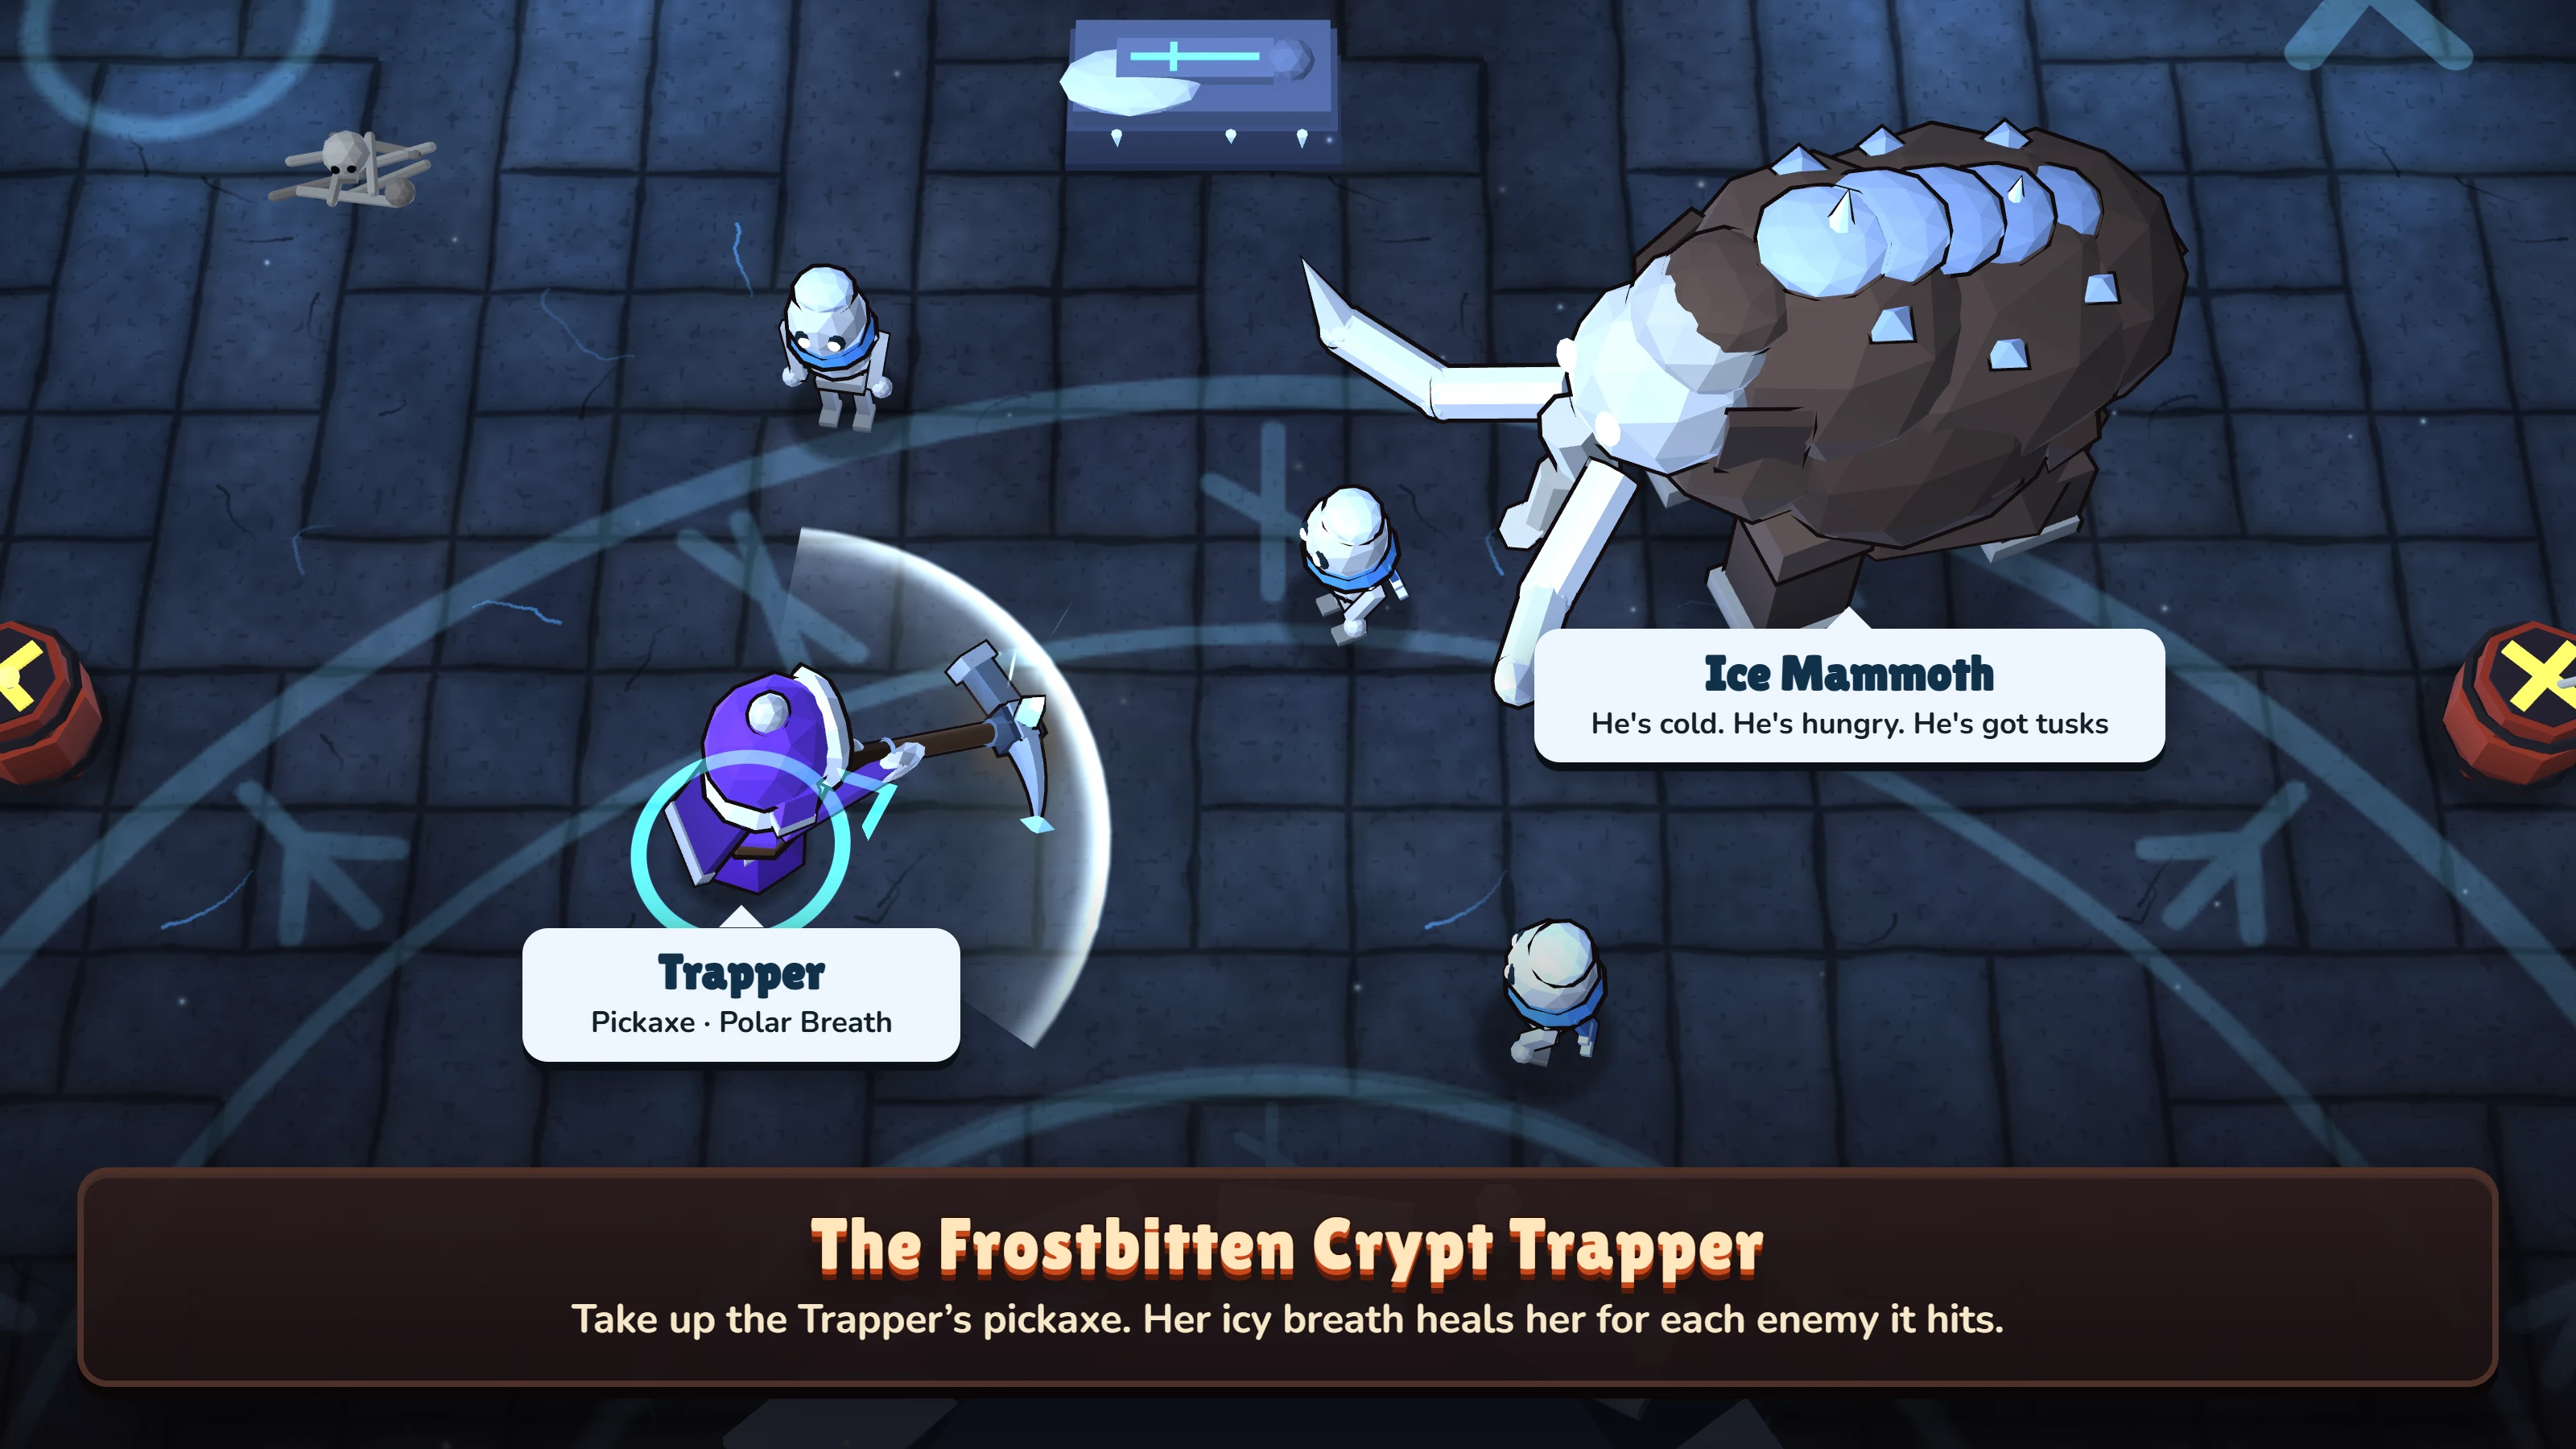 Ice Mammoth
He's cold. He's hungry. He's got tusks
Trapper
Pickaxe · Polar Breath
The Frostbitten Crypt Trapper
Take up the Trapper’s pickaxe. Her icy breath heals her for each enemy it hits.